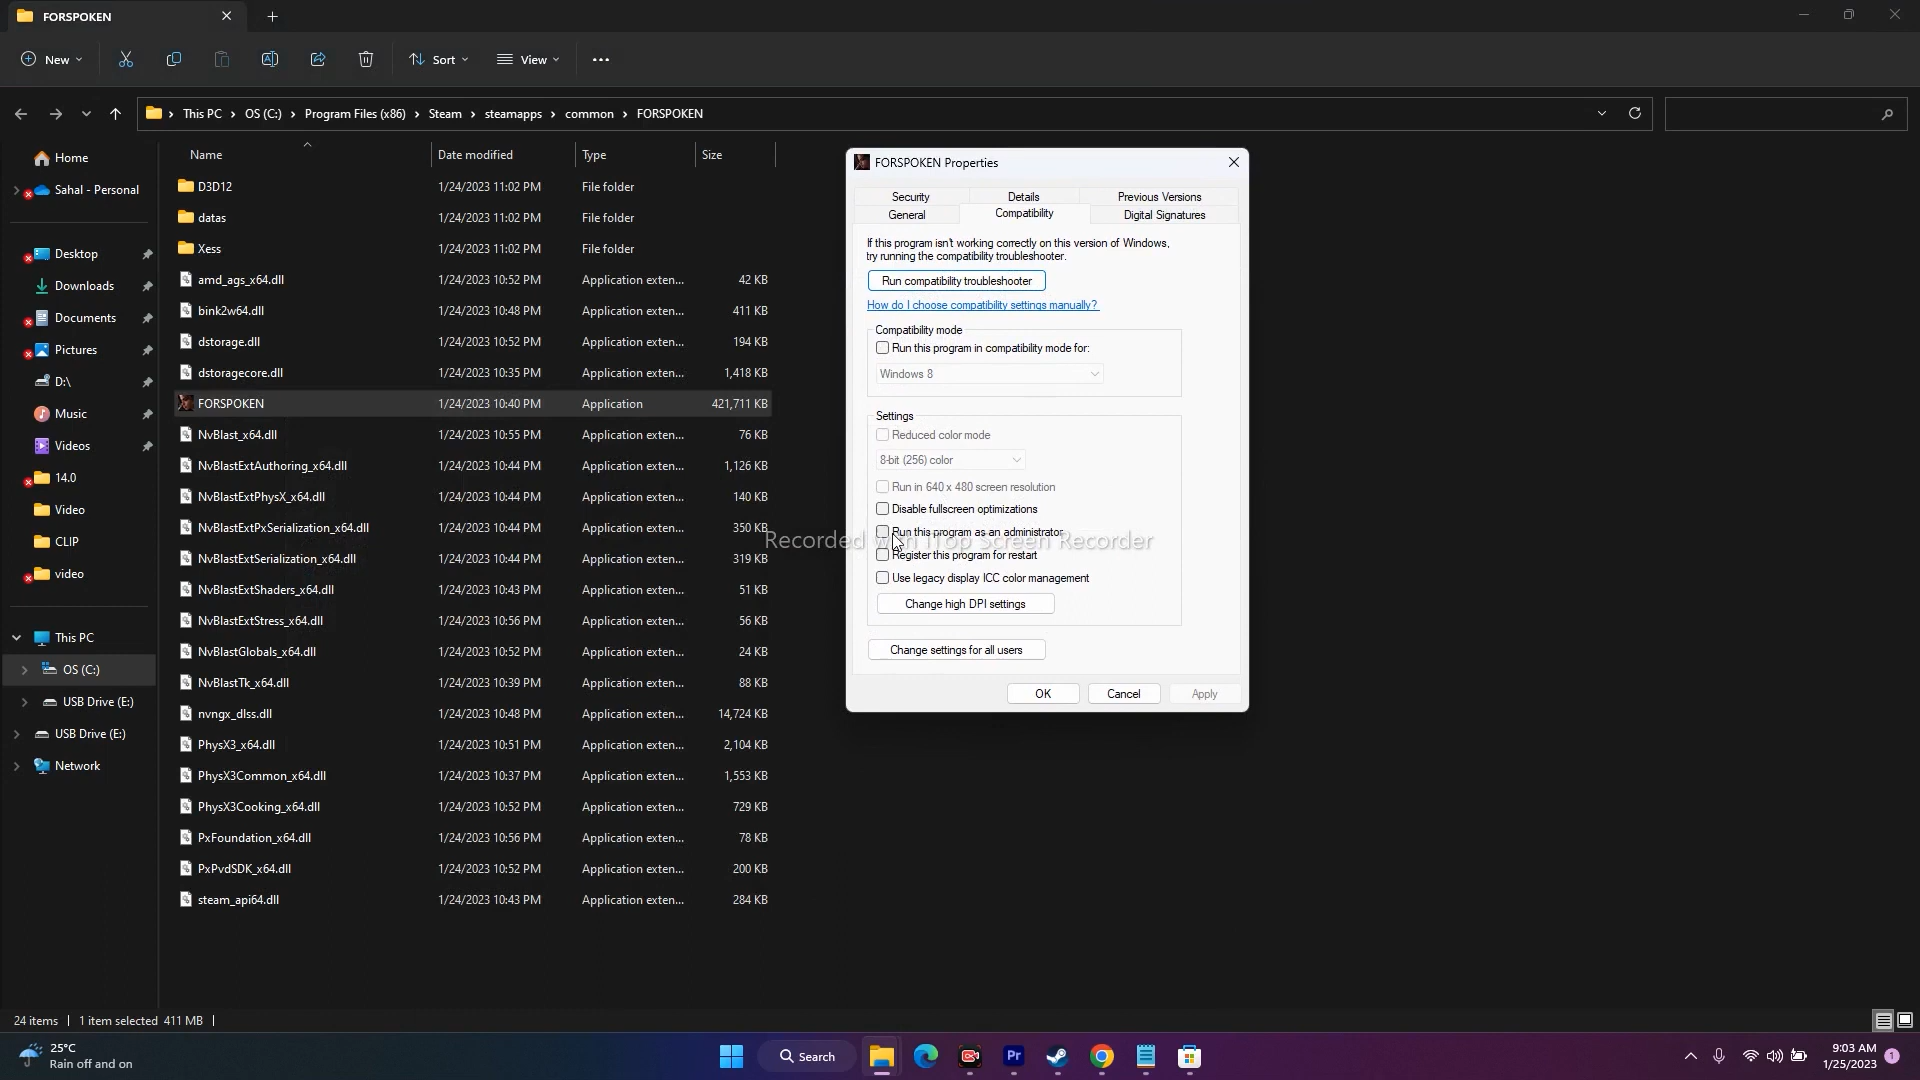 FORSPOKEN
New
Sort
View
This PC > OS (C:) > Program Files (x86) > Steam > steamapps > common > FORSPOKEN
Name Date modified Type Size
Home
Sahal - Personal
Desktop
Downloads
Documents
Pictures
D:\
Music
Videos
14.0
Video
CLIP
video
This PC
OS (C:)
USB Drive (E:)
USB Drive (E:)
Network
D3D12 1/24/2023 11:02 PM File folder
datas 1/24/2023 11:02 PM File folder
Xess 1/24/2023 11:02 PM File folder
amd_ags_x64.dll 1/24/2023 10:52 PM Application exten... 42 KB
bink2w64.dll 1/24/2023 10:48 PM Application exten... 411 KB
dstorage.dll 1/24/2023 10:52 PM Application exten... 194 KB
dstoragecore.dll 1/24/2023 10:35 PM Application exten... 1,418 KB
FORSPOKEN 1/24/2023 10:40 PM Application 421,711 KB
NvBlast_x64.dll 1/24/2023 10:55 PM Application exten... 76 KB
NvBlastExtAuthoring_x64.dll 1/24/2023 10:44 PM Application exten... 1,126 KB
NvBlastExtPhysX_x64.dll 1/24/2023 10:44 PM Application exten... 140 KB
NvBlastExtPxSerialization_x64.dll 1/24/2023 10:44 PM Application exten... 350 KB
NvBlastExtSerialization_x64.dll 1/24/2023 10:44 PM Application exten... 319 KB
NvBlastExtShaders_x64.dll 1/24/2023 10:43 PM Application exten... 51 KB
NvBlastExtStress_x64.dll 1/24/2023 10:56 PM Application exten... 56 KB
NvBlastGlobals_x64.dll 1/24/2023 10:44 PM Application exten... 24 KB
NvBlastTk_x64.dll 1/24/2023 10:39 PM Application exten... 88 KB
nvngx_dlss.dll 1/24/2023 10:48 PM Application exten... 14,724 KB
PhysX3_x64.dll 1/24/2023 10:51 PM Application exten... 2,104 KB
PhysX3Common_x64.dll 1/24/2023 10:37 PM Application exten... 1,553 KB
PhysX3Cooking_x64.dll 1/24/2023 10:52 PM Application exten... 729 KB
PxFoundation_x64.dll 1/24/2023 10:56 PM Application exten... 78 KB
PxPvdSDK_x64.dll 1/24/2023 10:52 PM Application exten... 200 KB
steam_api64.dll 1/24/2023 10:43 PM Application exten... 284 KB
FORSPOKEN Properties
Security Details Previous Versions
General Compatibility Digital Signatures
If this program isn't working correctly on this version of Windows,
try running the compatibility troubleshooter.
Run compatibility troubleshooter
How do I choose compatibility settings manually?
Compatibility mode
Run this program in compatibility mode for:
Windows 8
Settings
Reduced color mode
8-bit (256) color
Run in 640 x 480 screen resolution
Disable fullscreen optimizations
Run this program as an administrator
Recorded with iTop Screen Recorder
Register this program for restart
Use legacy display ICC color management
Change high DPI settings
Change settings for all users
OK Cancel Apply
24 items 1 item selected 411 MB
25°C
Rain off and on
Search
Pr
9:03 AM
1/25/2023
1